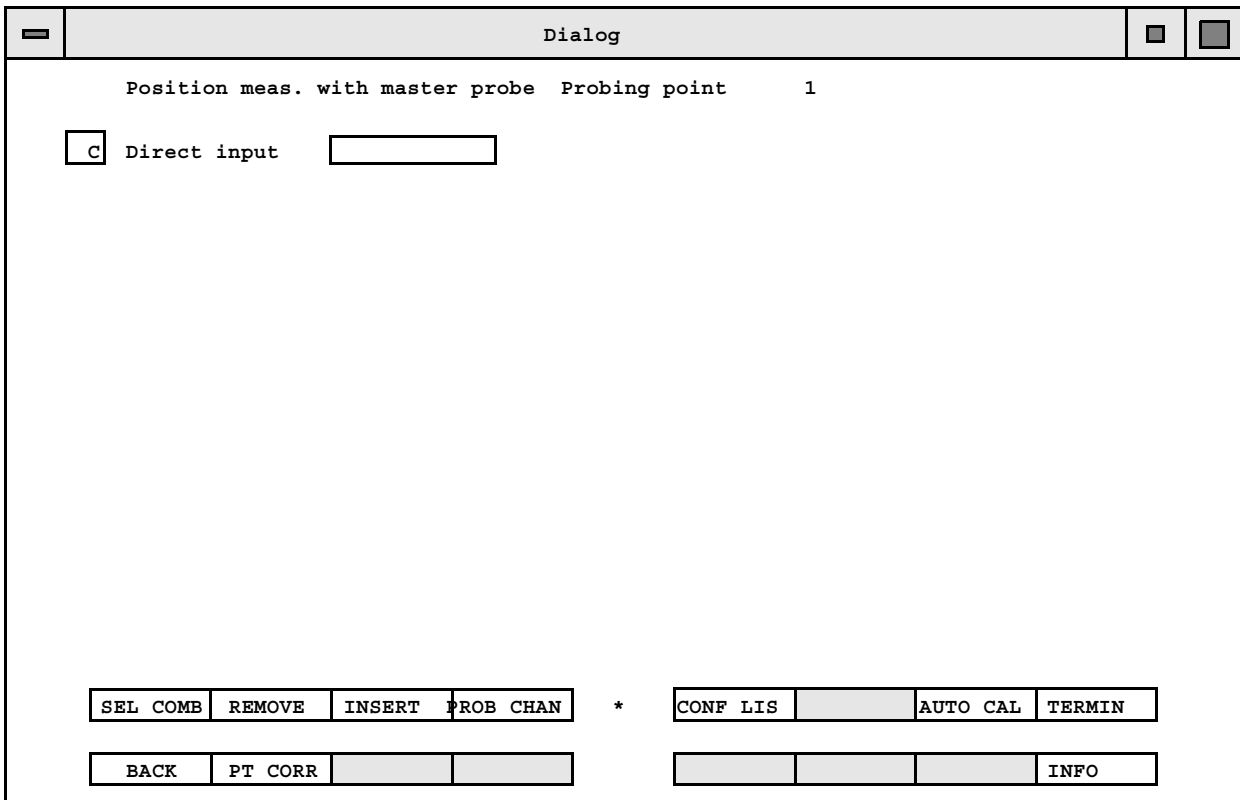 Dialog
Position meas. with master probe Probing point 1
C Direct input
SEL COMB REMOVE INSERT PROB CHAN * CONF LIS AUTO CAL TERMIN
BACK PT CORR INFO